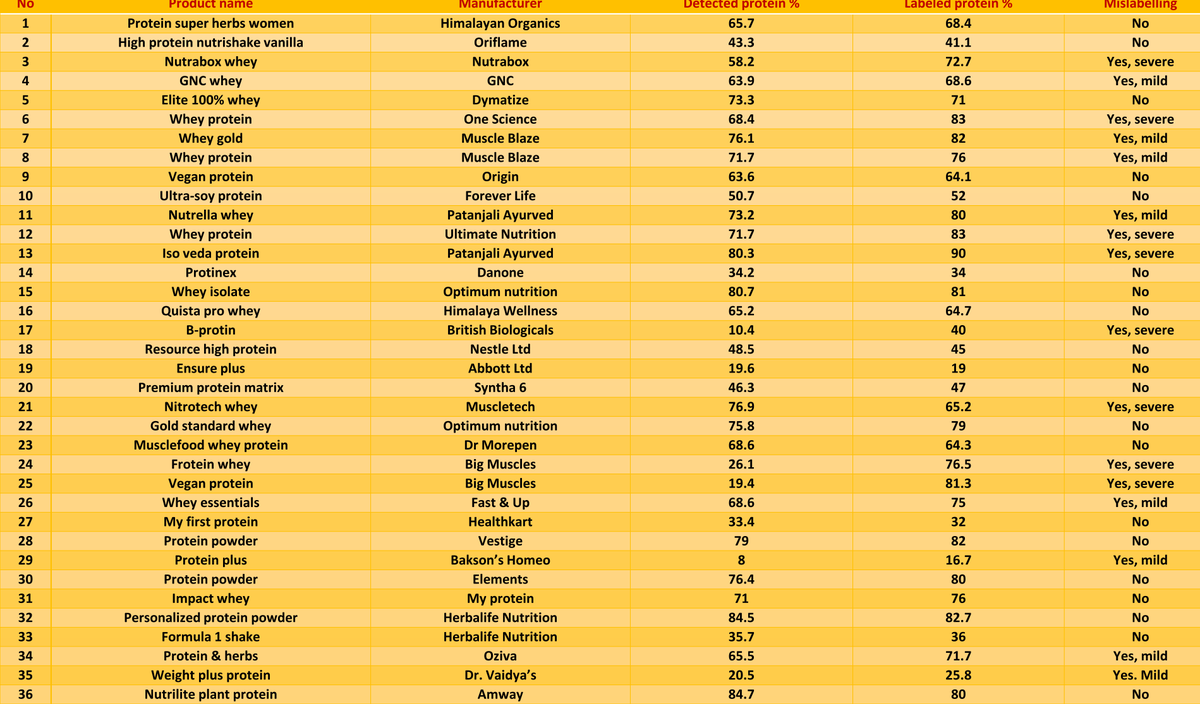 No Product name Manufacturer Detected protein % Labeled protein % Mislabelling
1 Protein super herbs women Himalayan Organics 65.7 68.4 No
2 High protein nutrishake vanilla Oriflame 43.3 41.1 No
3 Nutrabox whey Nutrabox 58.2 72.7 Yes, severe
4 GNC whey GNC 63.9 68.6 Yes, mild
5 Elite 100% whey Dymatize 73.3 71 No
6 Whey protein One Science 68.4 83 Yes, severe
7 Whey gold Muscle Blaze 76.1 82 Yes, mild
8 Whey protein Muscle Blaze 71.7 76 Yes, mild
9 Vegan protein Origin 63.6 64.1 No
10 Ultra-soy protein Forever Life 50.7 52 No
11 Nutrella whey Patanjali Ayurved 73.2 80 Yes, mild
12 Whey protein Ultimate Nutrition 71.7 83 Yes, severe
13 Iso veda protein Patanjali Ayurved 80.3 90 Yes, severe
14 Protinex Danone 34.2 34 No
15 Whey isolate Optimum nutrition 80.7 81 No
16 Quista pro whey Himalaya Wellness 65.2 64.7 No
17 B-protin British Biologicals 10.4 40 Yes, severe
18 Resource high protein Nestle Ltd 48.5 45 No
19 Ensure plus Abbott Ltd 19.6 19 No
20 Premium protein matrix Syntha 6 46.3 47 No
21 Nitrotech whey Muscletech 76.9 65.2 Yes, severe
22 Gold standard whey Optimum nutrition 75.8 79 No
23 Musclefood whey protein Dr Morepen 68.6 64.3 No
24 Frotein whey Big Muscles 26.1 76.5 Yes, severe
25 Vegan protein Big Muscles 19.4 81.3 Yes, severe
26 Whey essentials Fast & Up 68.6 75 Yes, mild
27 My first protein Healthkart 33.4 32 No
28 Protein powder Vestige 79 82 No
29 Protein plus Bakson’s Homeo 8 16.7 Yes, mild
30 Protein powder Elements 76.4 80 No
31 Impact whey My protein 71 76 No
32 Personalized protein powder Herbalife Nutrition 84.5 82.7 No
33 Formula 1 shake Herbalife Nutrition 35.7 36 No
34 Protein & herbs Oziva 65.5 71.7 Yes, mild
35 Weight plus protein Dr. Vaidya’s 20.5 25.8 Yes. Mild
36 Nutrilite plant protein Amway 84.7 80 No